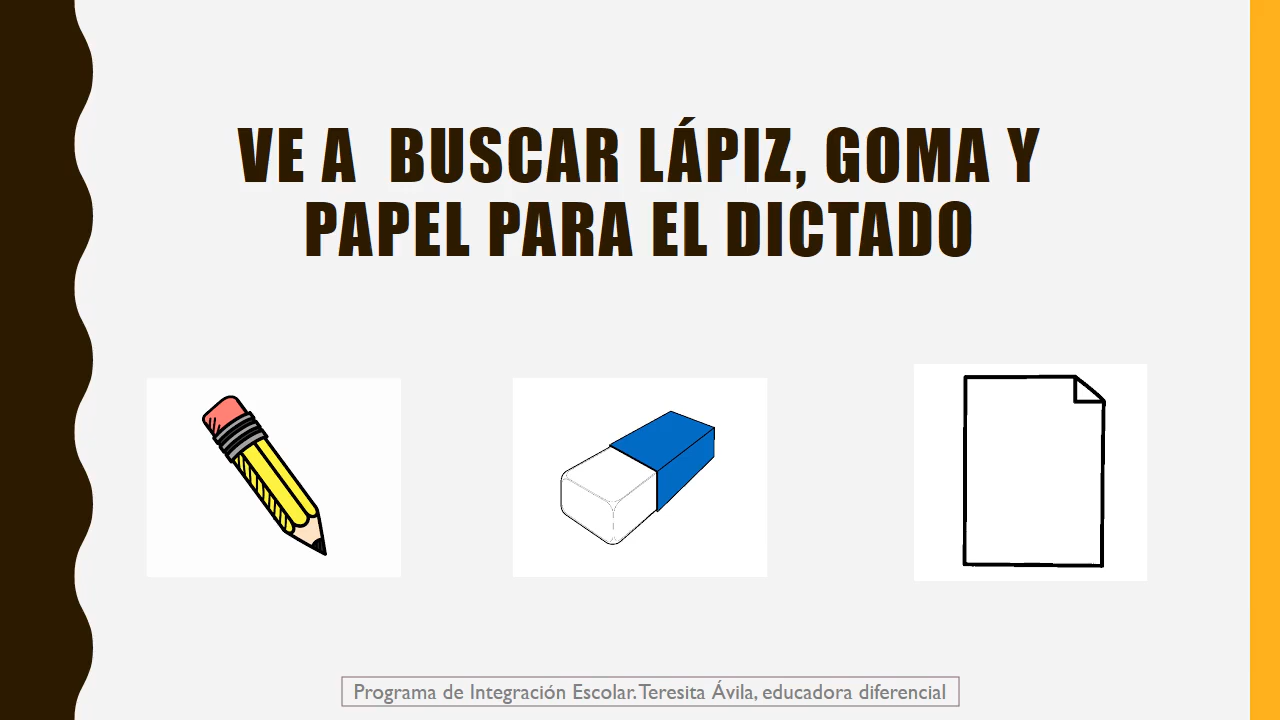 VE A  BUSCAR LÁPIZ, GOMA Y
PAPEL PARA EL DICTADO
Programa de Integración Escolar. Teresita Ávila, educadora diferencial